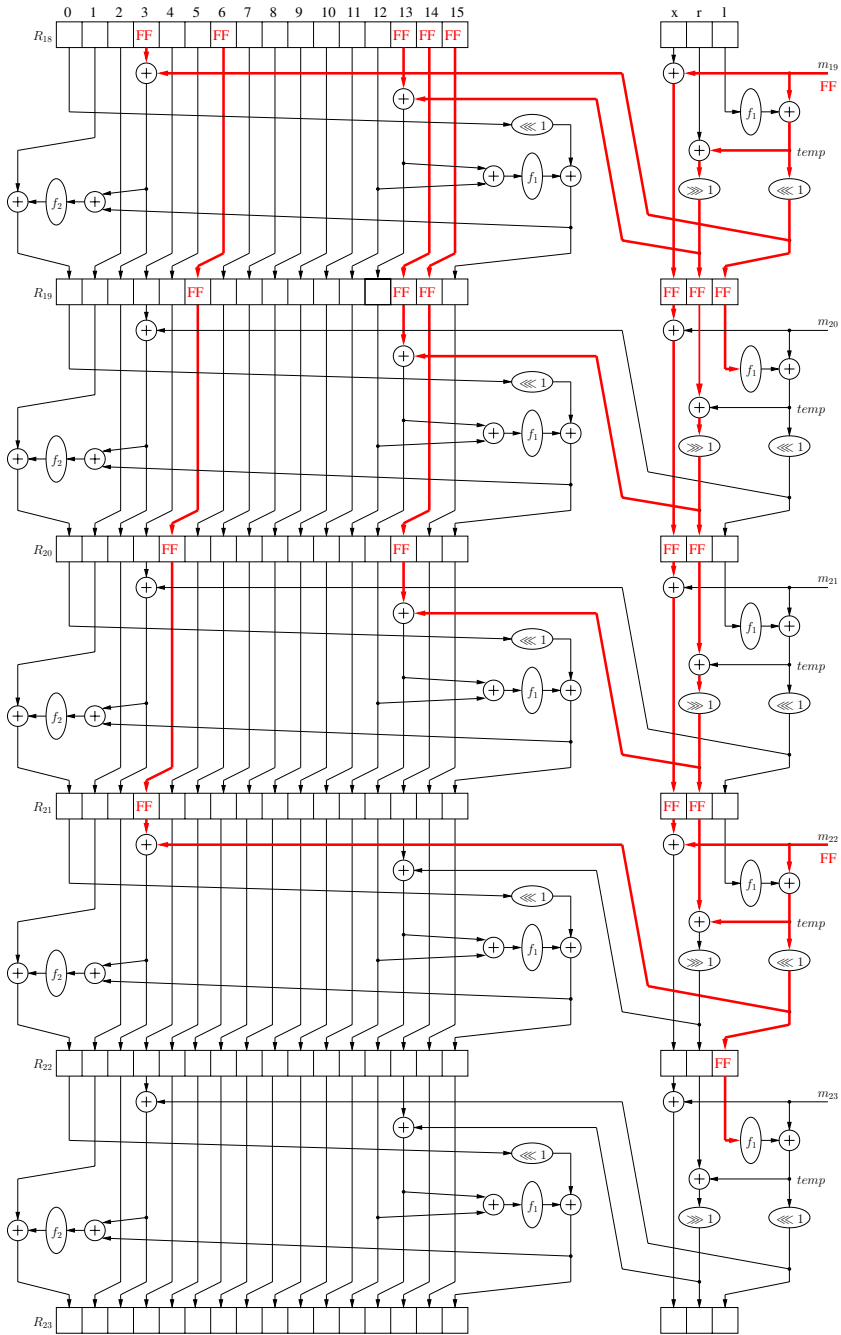 0 1 2 3 4 5 6 7 8 9 10 11 12 13 14 15 x r l
R₁₈ FF FF FF FF FF
+ + m₁₉
FF
+ f₁ +
⋘ 1
+ temp
+ f₁ + ⋙ 1 ⋘ 1
+ f₂ +
R₁₉ FF FF FF FF FF FF
+ + m₂₀
+ f₁ +
⋘ 1
+ temp
+ f₁ + ⋙ 1 ⋘ 1
+ f₂ +
R₂₀ FF FF FF FF
+ + m₂₁
+ f₁ +
⋘ 1
+ temp
+ f₁ + ⋙ 1 ⋘ 1
+ f₂ +
R₂₁ FF FF FF
+ + m₂₂
FF
+ f₁ +
⋘ 1
+ temp
+ f₁ + ⋙ 1 ⋘ 1
+ f₂ +
R₂₂ FF
+ + m₂₃
+ f₁ +
⋘ 1
+ temp
+ f₁ + ⋙ 1 ⋘ 1
+ f₂ +
R₂₃